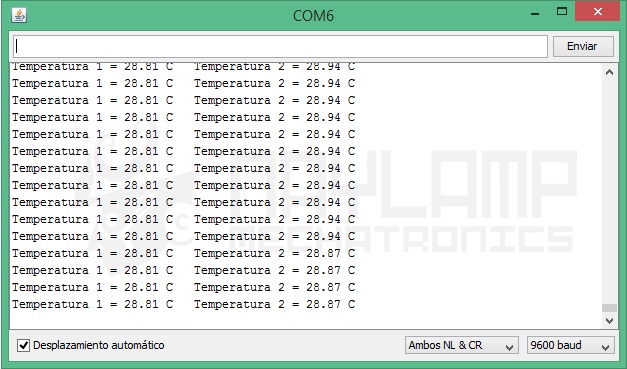 COM6
Enviar
Temperatura 1 = 28.81 C   Temperatura 2 = 28.94 C
Temperatura 1 = 28.81 C   Temperatura 2 = 28.94 C
Temperatura 1 = 28.81 C   Temperatura 2 = 28.94 C
Temperatura 1 = 28.81 C   Temperatura 2 = 28.94 C
Temperatura 1 = 28.81 C   Temperatura 2 = 28.94 C
Temperatura 1 = 28.81 C   Temperatura 2 = 28.94 C
Temperatura 1 = 28.81 C   Temperatura 2 = 28.94 C
Temperatura 1 = 28.81 C   Temperatura 2 = 28.94 C
Temperatura 1 = 28.81 C   Temperatura 2 = 28.94 C
Temperatura 1 = 28.81 C   Temperatura 2 = 28.94 C
Temperatura 1 = 28.81 C   Temperatura 2 = 28.94 C
Temperatura 1 = 28.81 C   Temperatura 2 = 28.87 C
Temperatura 1 = 28.81 C   Temperatura 2 = 28.87 C
Temperatura 1 = 28.81 C   Temperatura 2 = 28.87 C
Temperatura 1 = 28.81 C   Temperatura 2 = 28.87 C
NAYLAMP
MECHATRONICS
Desplazamiento automático
Ambos NL & CR
9600 baud